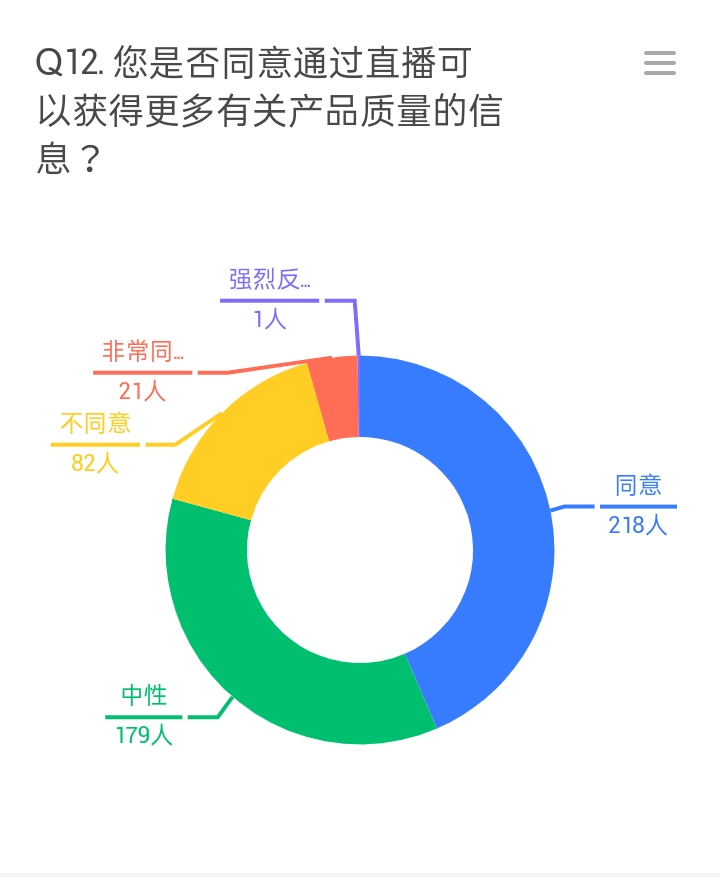 Q12. 您是否同意通过直播可
以获得更多有关产品质量的信
息？
强烈反...
1人
非常同...
21人
不同意
82人
同意
218人
中性
179人